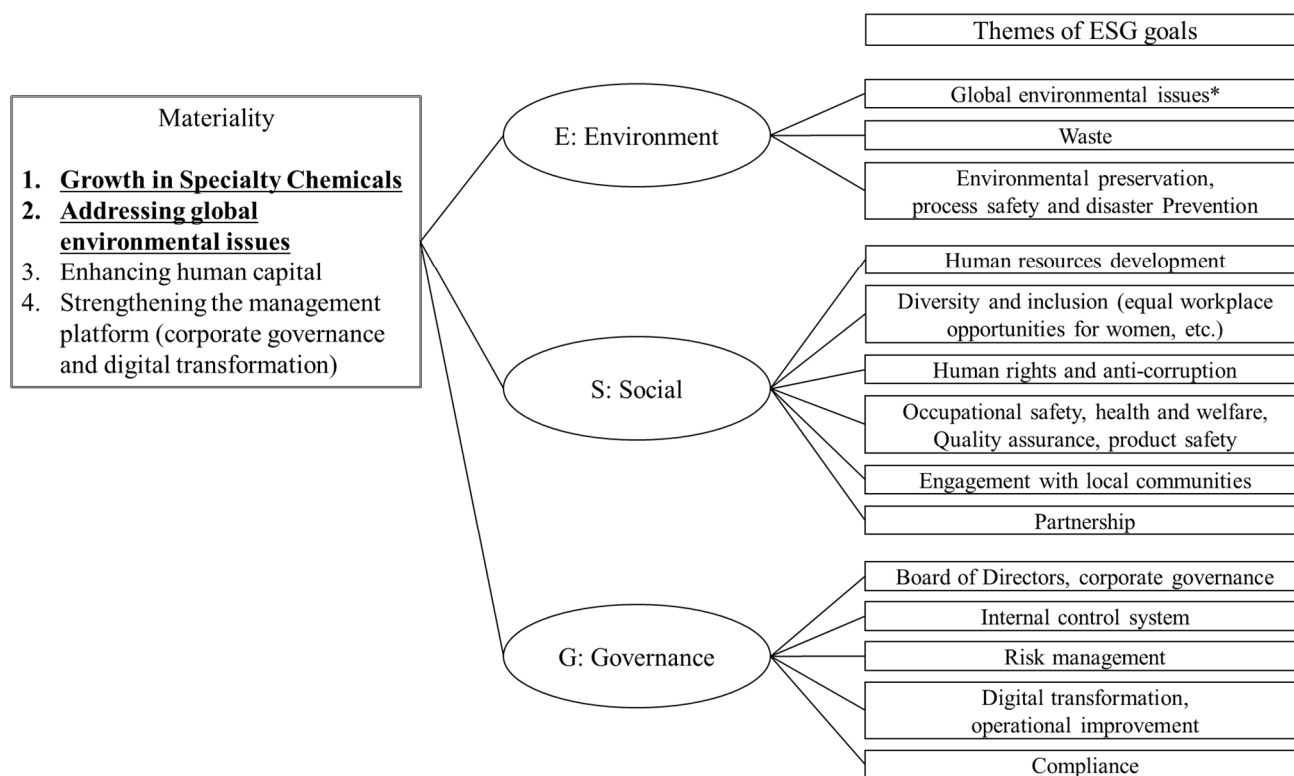 Themes of ESG goals
Materiality
1. Growth in Specialty Chemicals
2. Addressing global
environmental issues
3. Enhancing human capital
4. Strengthening the management
platform (corporate governance
and digital transformation)
E: Environment
Global environmental issues*
Waste
Environmental preservation,
process safety and disaster Prevention
S: Social
Human resources development
Diversity and inclusion (equal workplace
opportunities for women, etc.)
Human rights and anti-corruption
Occupational safety, health and welfare,
Quality assurance, product safety
Engagement with local communities
Partnership
G: Governance
Board of Directors, corporate governance
Internal control system
Risk management
Digital transformation,
operational improvement
Compliance